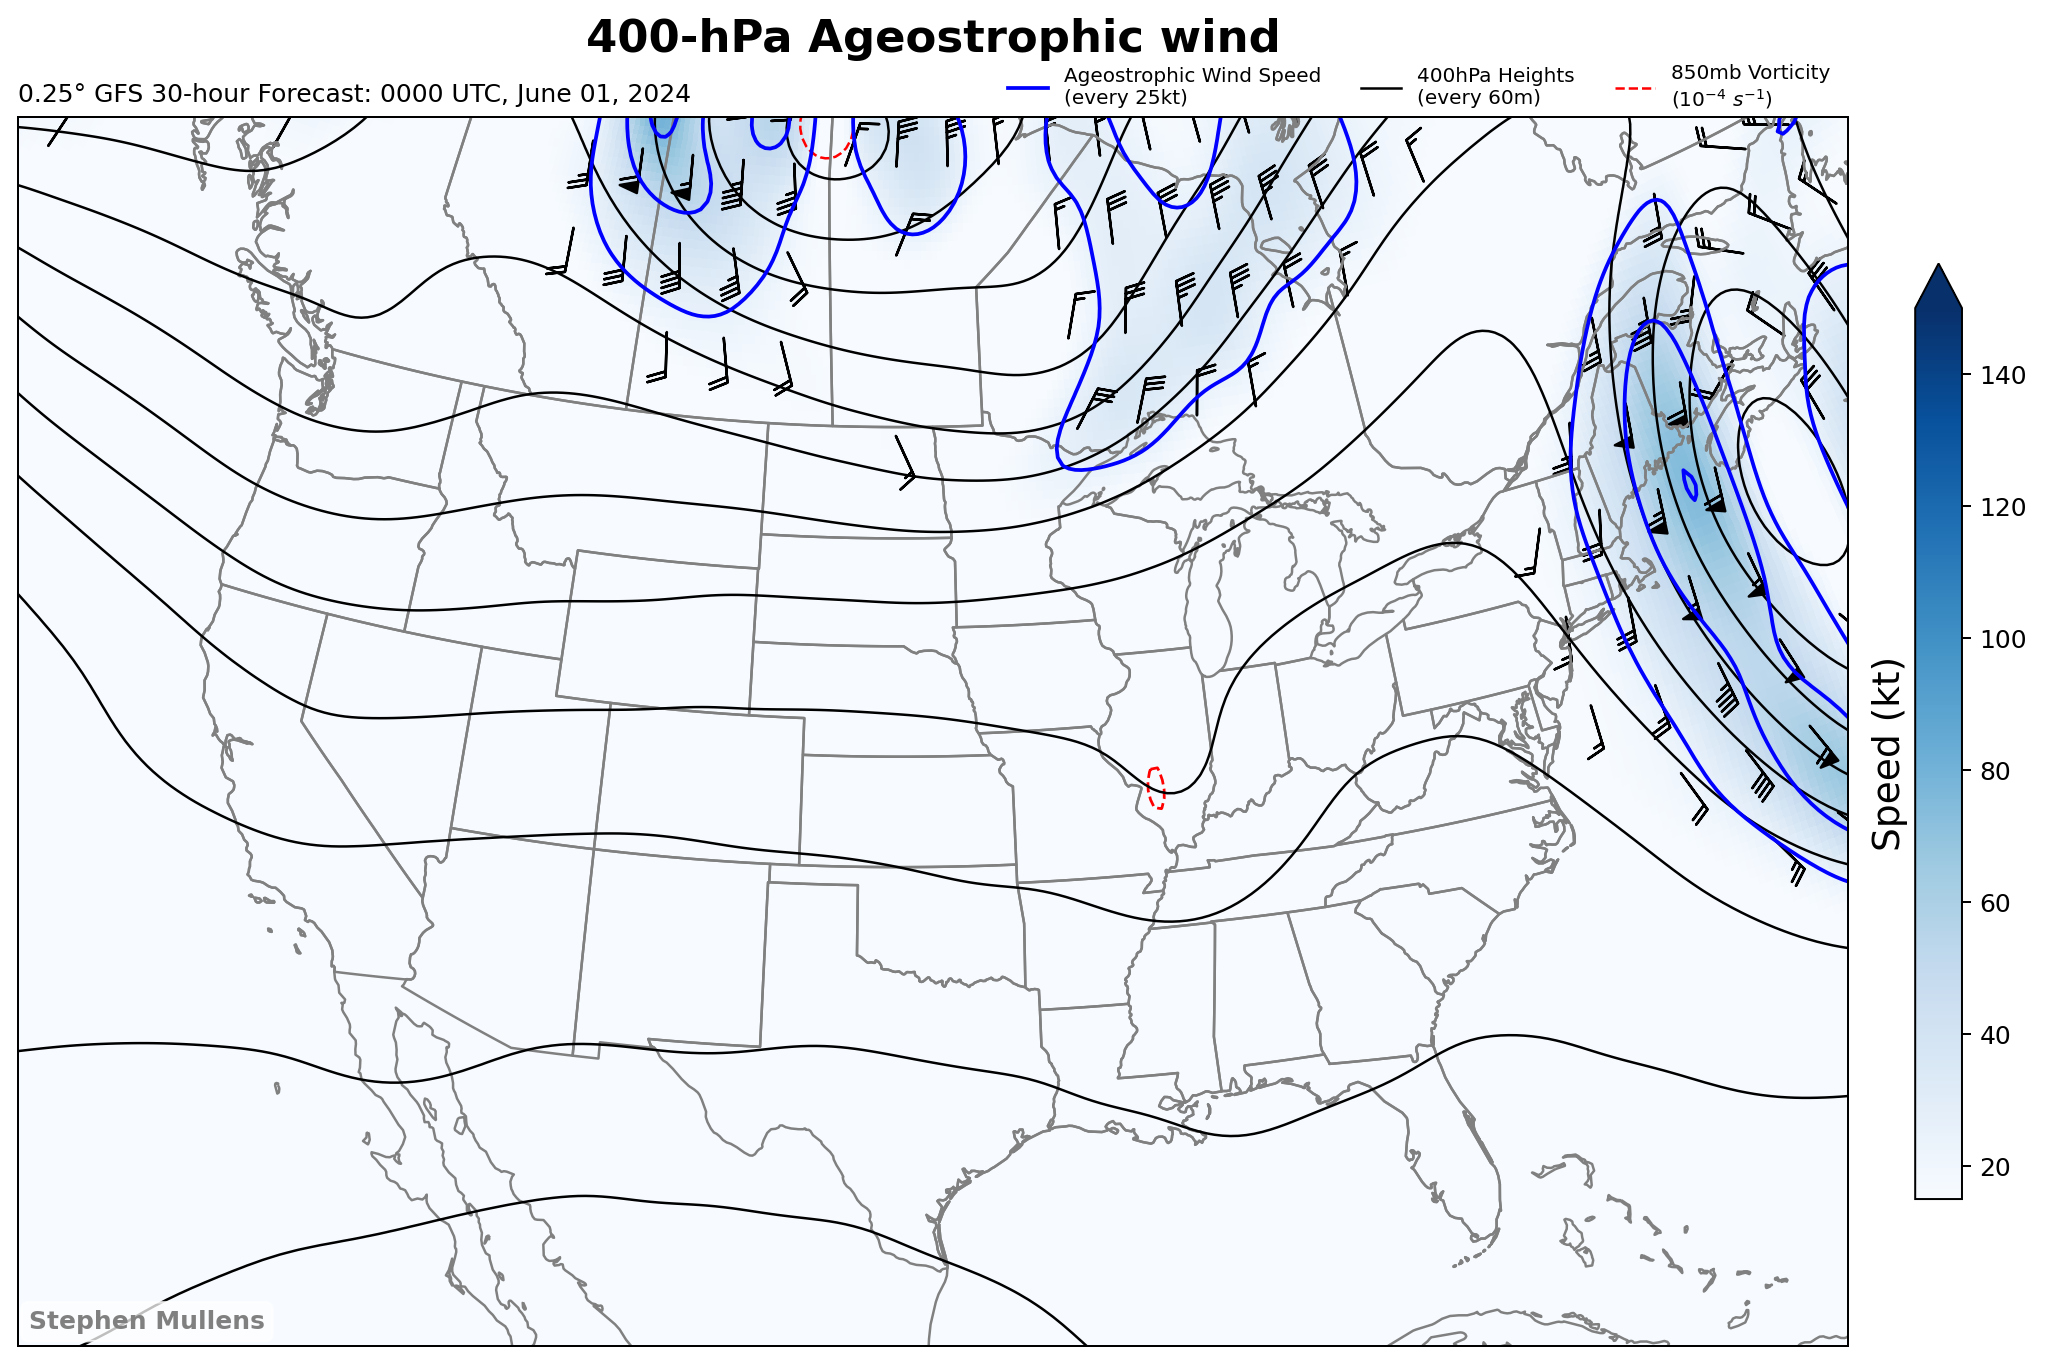 400-hPa Ageostrophic wind
0.25° GFS 30-hour Forecast: 0000 UTC, June 01, 2024
Ageostrophic Wind Speed
(every 25kt)
400hPa Heights
(every 60m)
850mb Vorticity
(10⁻⁴ s⁻¹)
140
120
100
80
60
40
20
Speed (kt)
Stephen Mullens